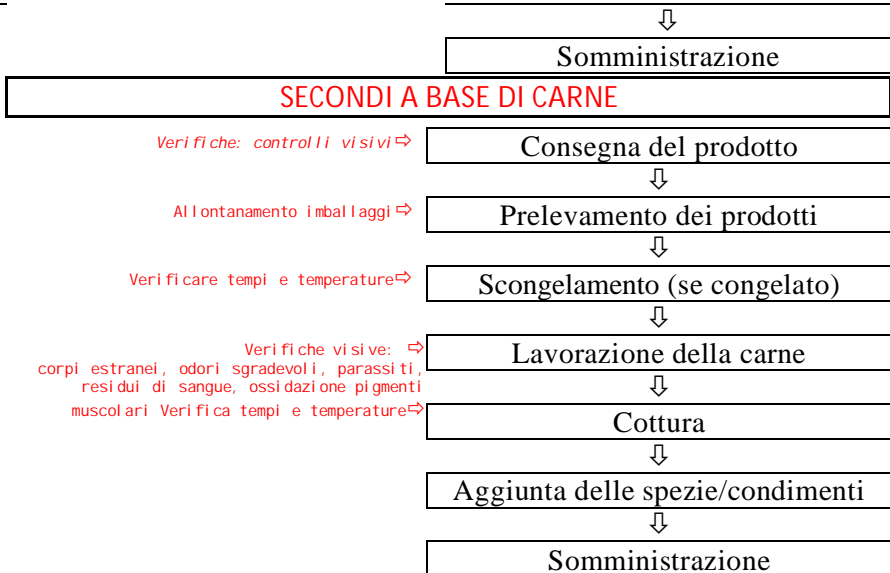 ⇩
Somministrazione
SECONDI A BASE DI CARNE
Verifiche: controlli visivi⇨
Consegna del prodotto
⇩
Allontanamento imballaggi⇨
Prelevamento dei prodotti
⇩
Verificare tempi e temperature⇨
Scongelamento (se congelato)
⇩
Verifiche visive: ⇨
corpi estranei, odori sgradevoli, parassiti,
residui di sangue, ossidazione pigmenti
Lavorazione della carne
⇩
muscolari Verifica tempi e temperature⇨
Cottura
⇩
Aggiunta delle spezie/condimenti
⇩
Somministrazione